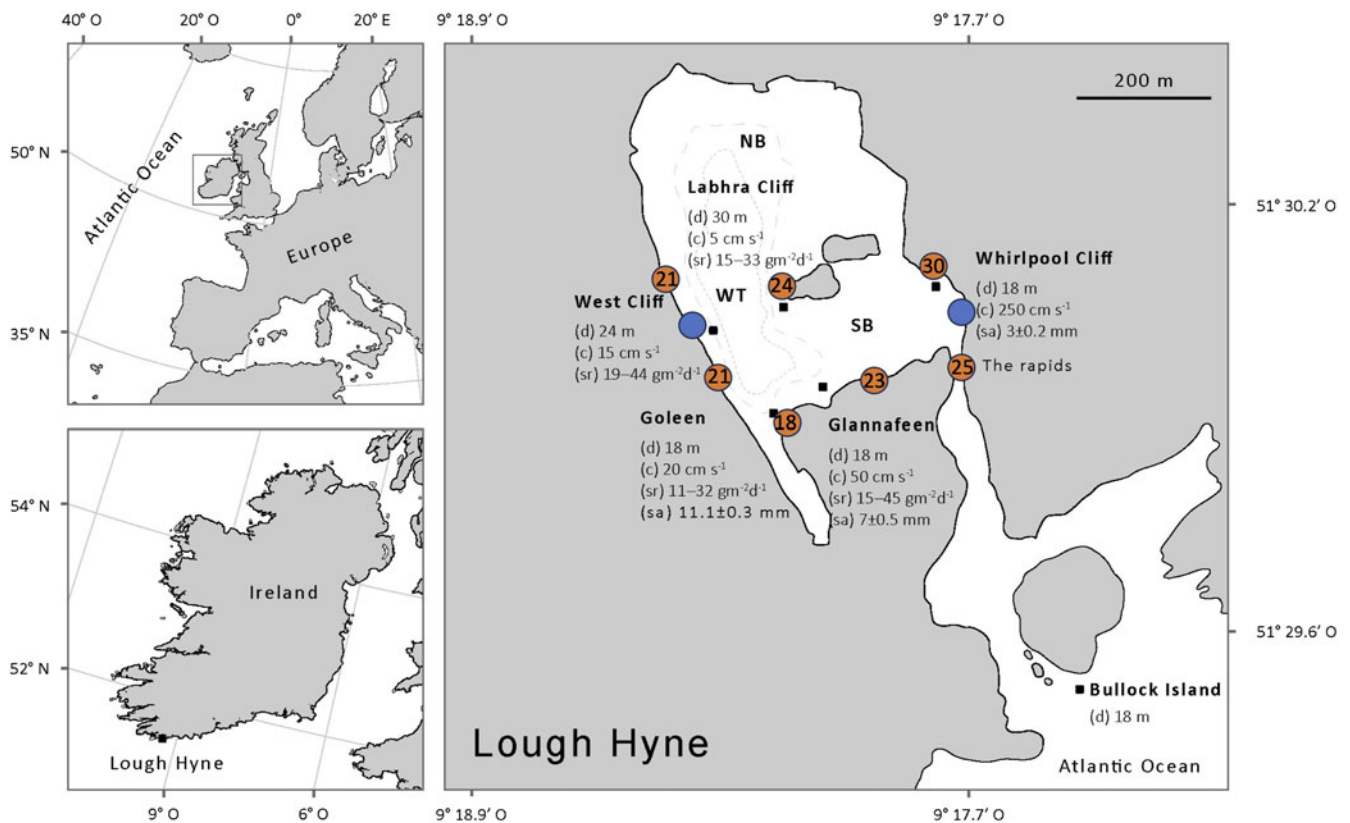 40° O
20° O
0°
20° E
50° N
35° N
Atlantic Ocean
Europe
54° N
52° N
Ireland
Lough Hyne
9° O
6° O
9° 18.9′ O
9° 17.7′ O
200 m
NB
Labhra Cliff
(d) 30 m
(c) 5 cm s⁻¹
(sr) 15–33 gm⁻²d⁻¹
51° 30.2′ O
30
Whirlpool Cliff
(d) 18 m
(c) 250 cm s⁻¹
(sa) 3±0.2 mm
21
24
WT
SB
West Cliff
(d) 24 m
(c) 15 cm s⁻¹
(sr) 19–44 gm⁻²d⁻¹
21
23
25
The rapids
18
Goleen
(d) 18 m
(c) 20 cm s⁻¹
(sr) 11–32 gm⁻²d⁻¹
(sa) 11.1±0.3 mm
Glannafeen
(d) 18 m
(c) 50 cm s⁻¹
(sr) 15–45 gm⁻²d⁻¹
(sa) 7±0.5 mm
51° 29.6′ O
Bullock Island
(d) 18 m
Lough Hyne
Atlantic Ocean
9° 18.9′ O
9° 17.7′ O